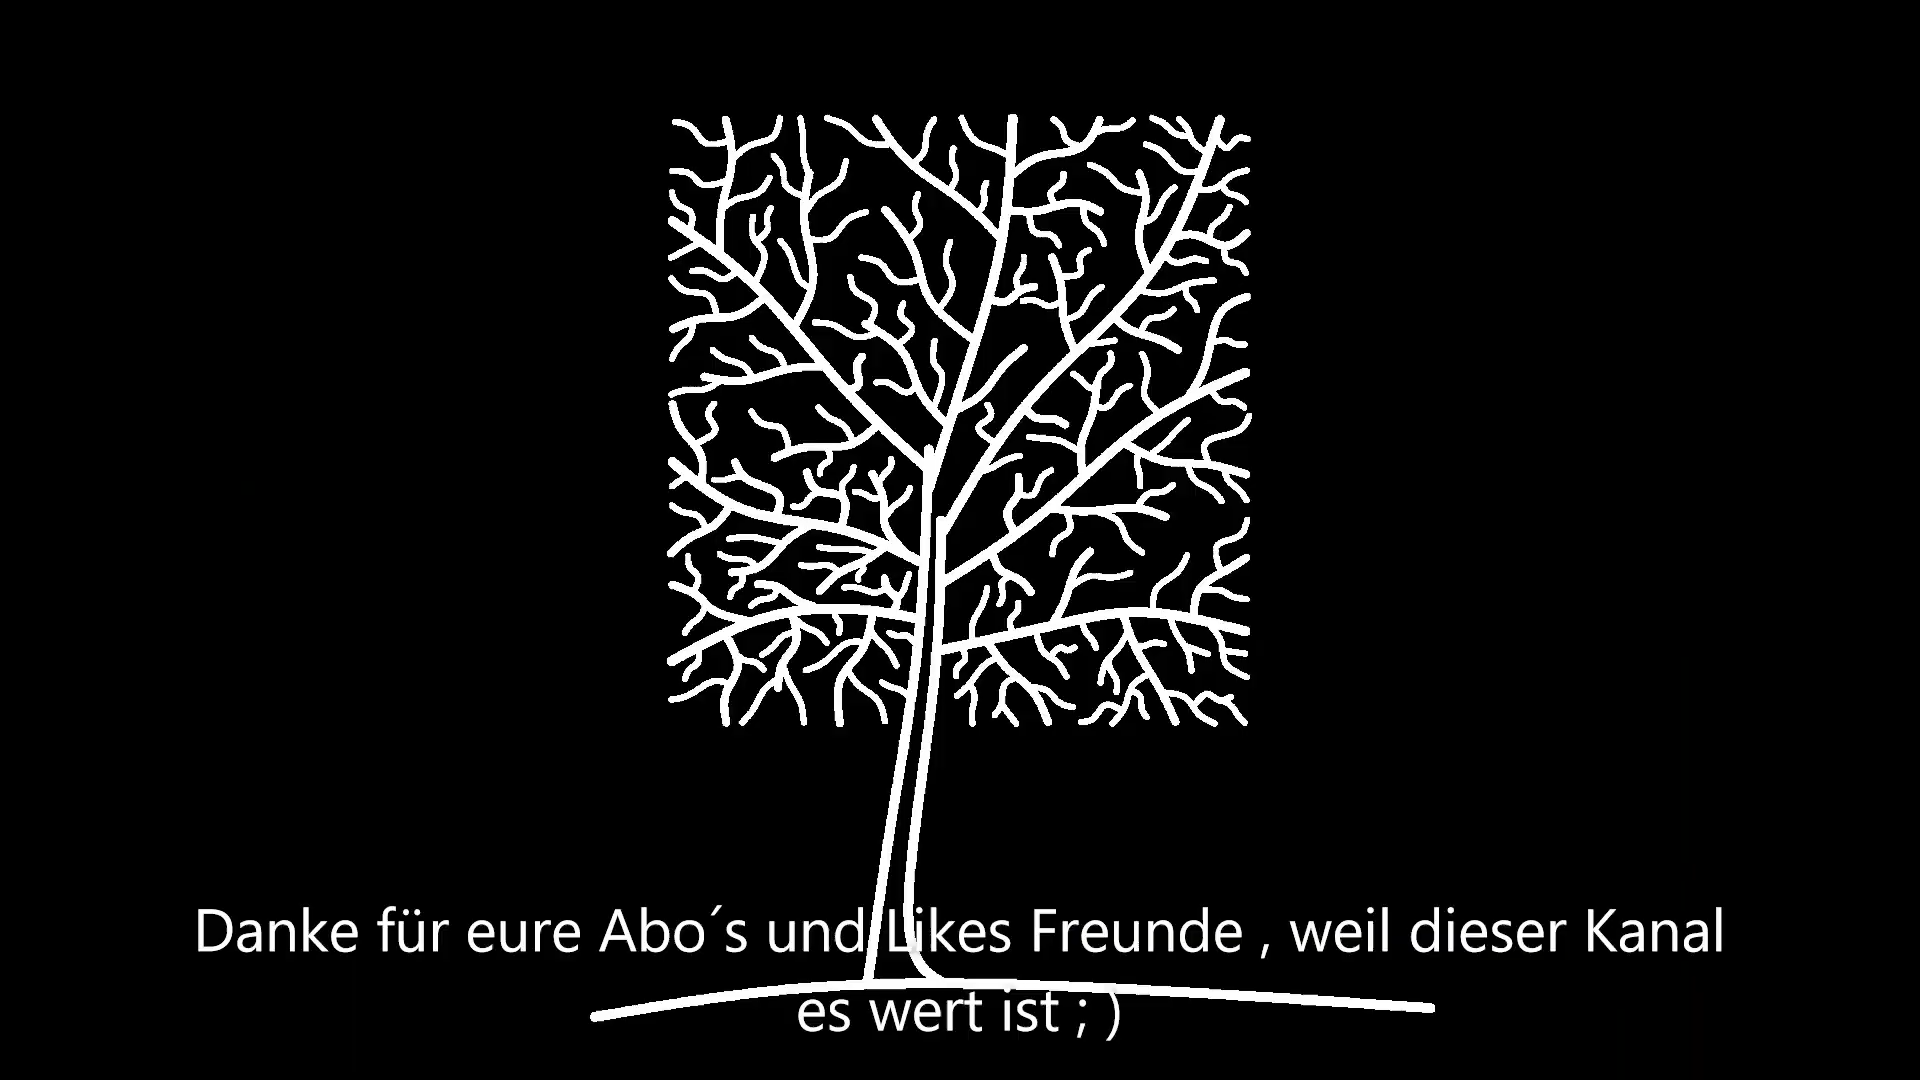 Danke für eure Abo´s und Likes Freunde , weil dieser Kanal
es wert ist ; )